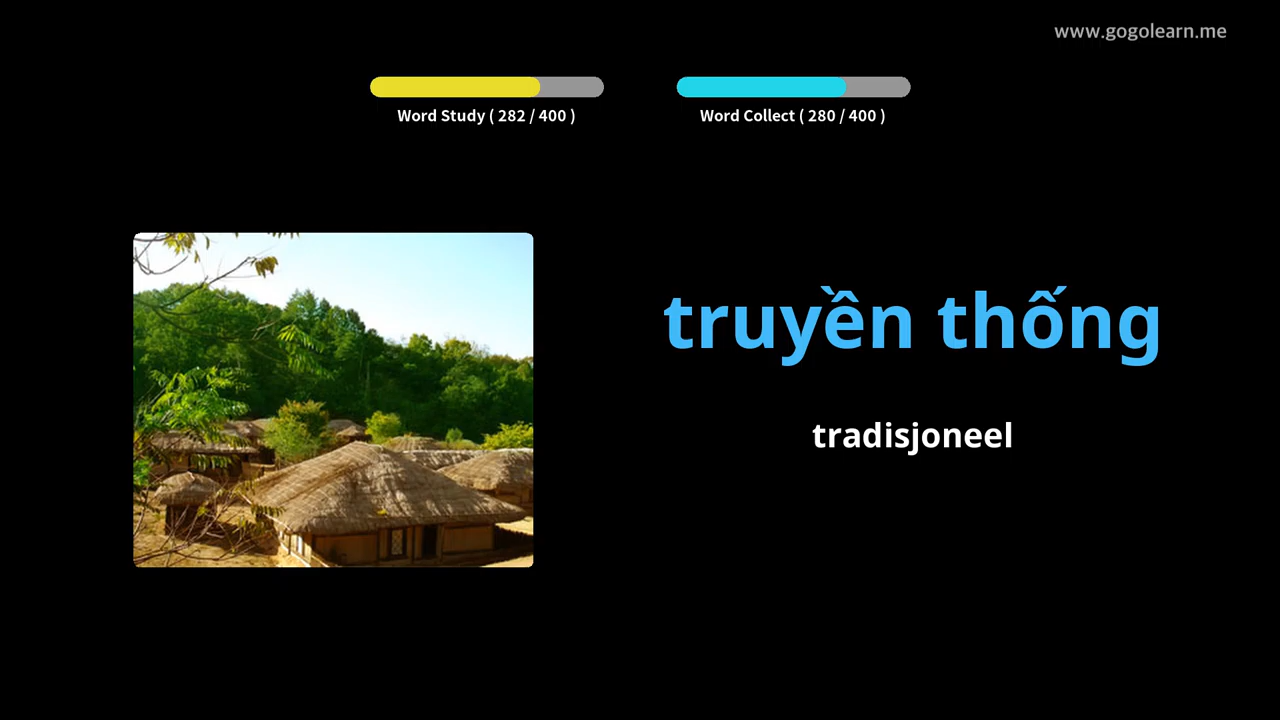 www.gogolearn.me
Word Study ( 282 / 400 )
Word Collect ( 280 / 400 )
truyền thống
tradisjoneel